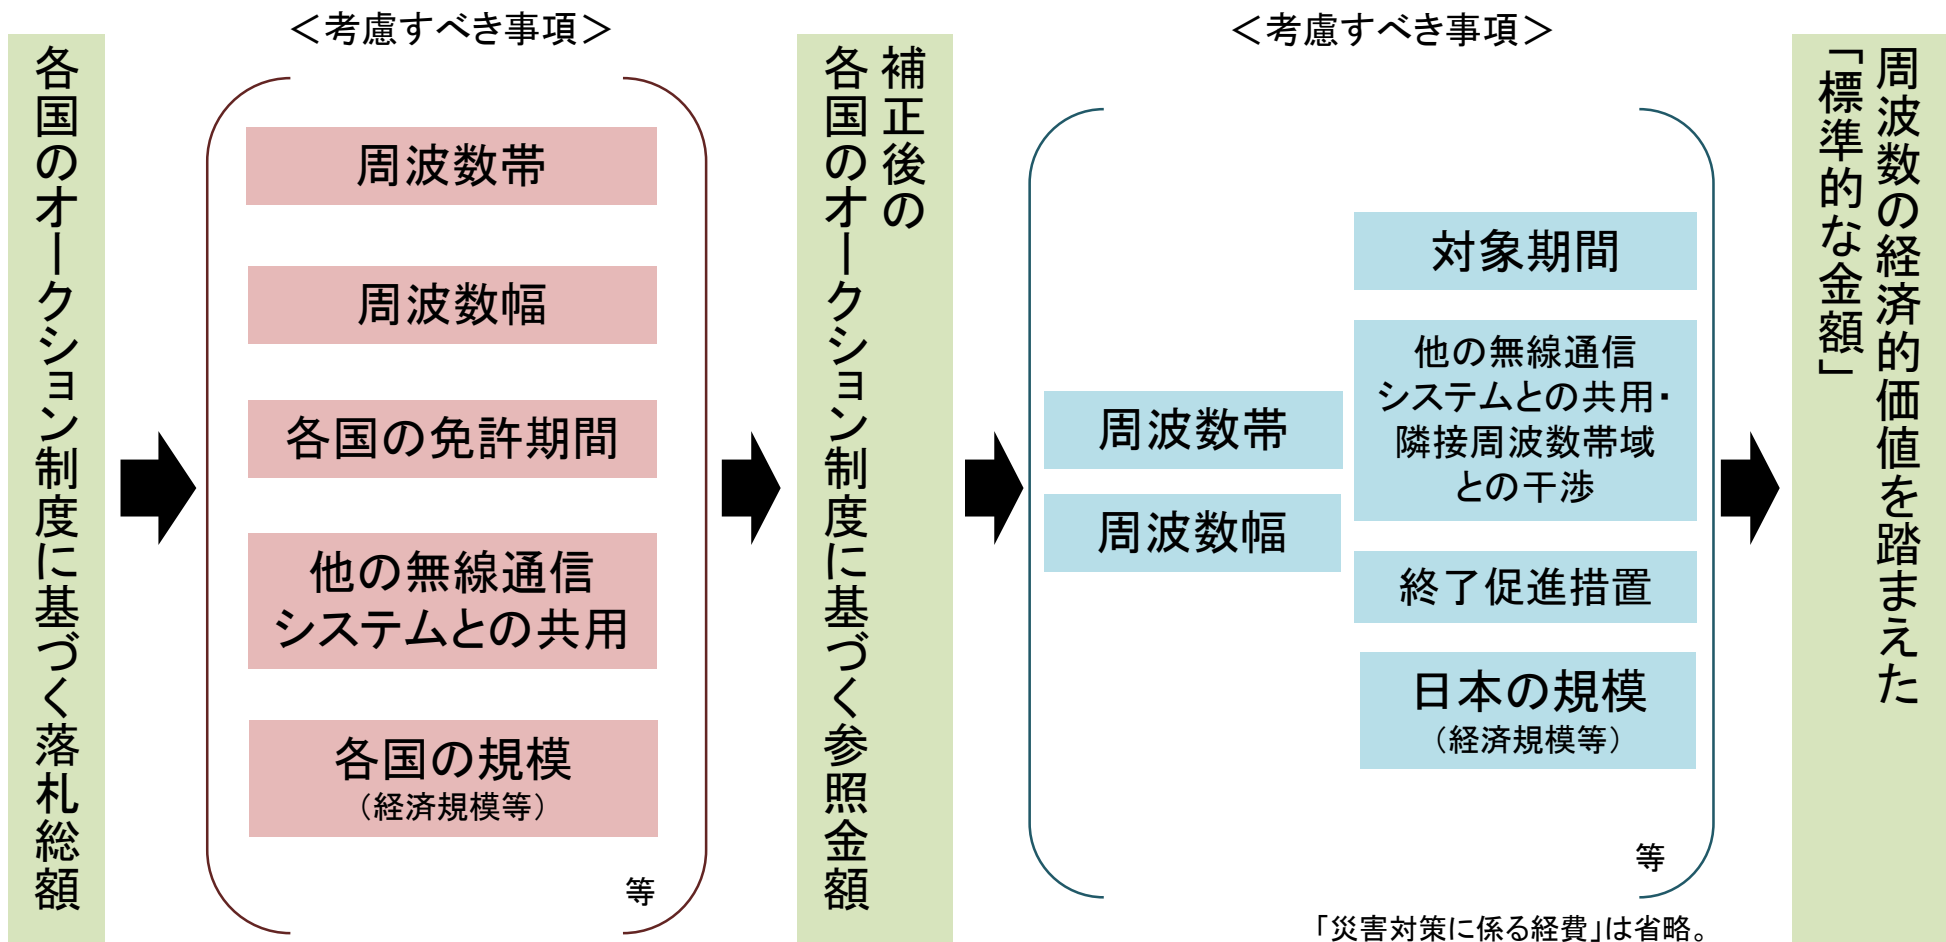 各国のオークション制度に基づく落札総額
＜考慮すべき事項＞
周波数帯
周波数幅
各国の免許期間
他の無線通信
システムとの共用
各国の規模
（経済規模等）
等
補正後の
各国のオークション制度に基づく参照金額
＜考慮すべき事項＞
周波数帯
周波数幅
対象期間
他の無線通信
システムとの共用・
隣接周波数帯域
との干渉
終了促進措置
日本の規模
（経済規模等）
等
「災害対策に係る経費」は省略。
周波数の経済的価値を踏まえた
「標準的な金額」